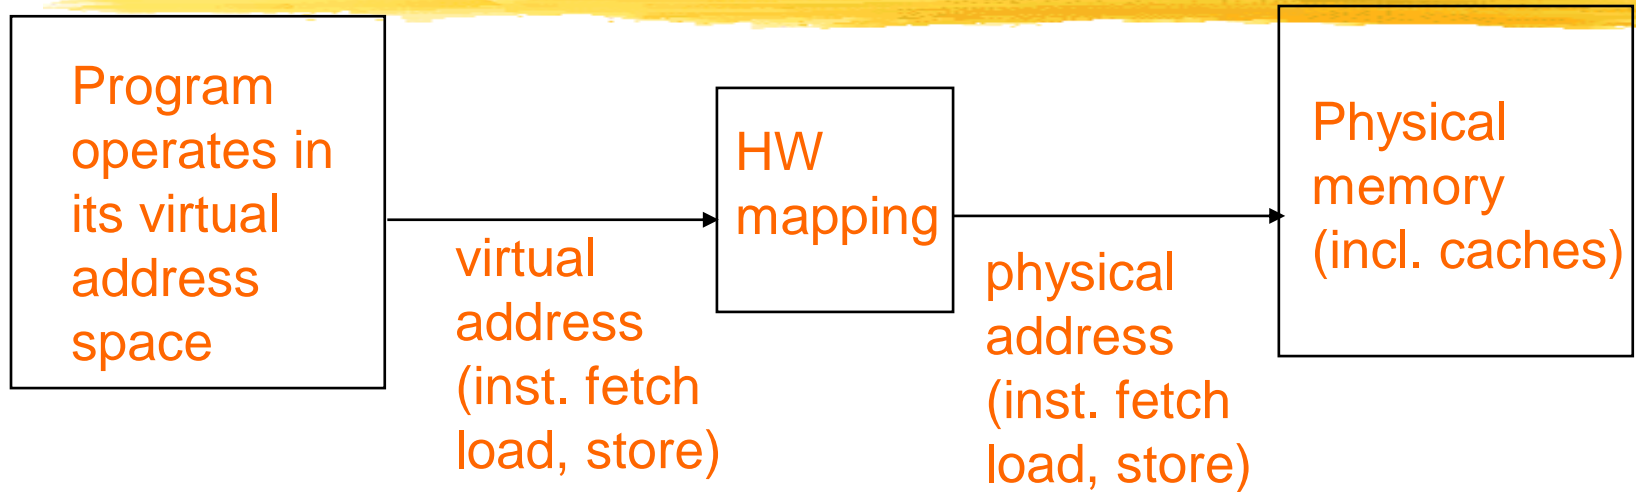 Program
operates in
its virtual
address
space
virtual
address
(inst. fetch
load, store)
HW
mapping
physical
address
(inst. fetch
load, store)
Physical
memory
(incl. caches)